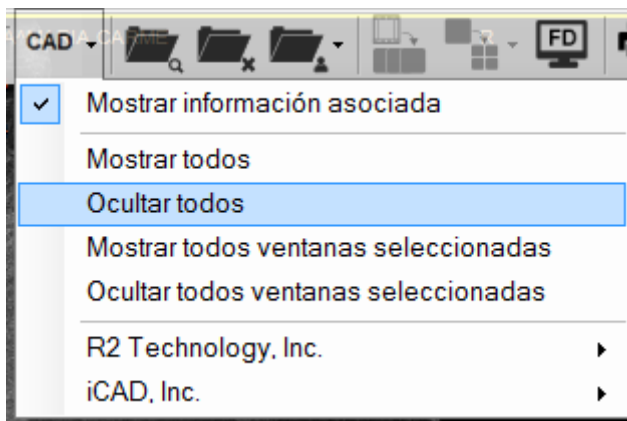 CAD
FD
Mostrar información asociada
Mostrar todos
Ocultar todos
Mostrar todos ventanas seleccionadas
Ocultar todos ventanas seleccionadas
R2 Technology, Inc.
iCAD, Inc.